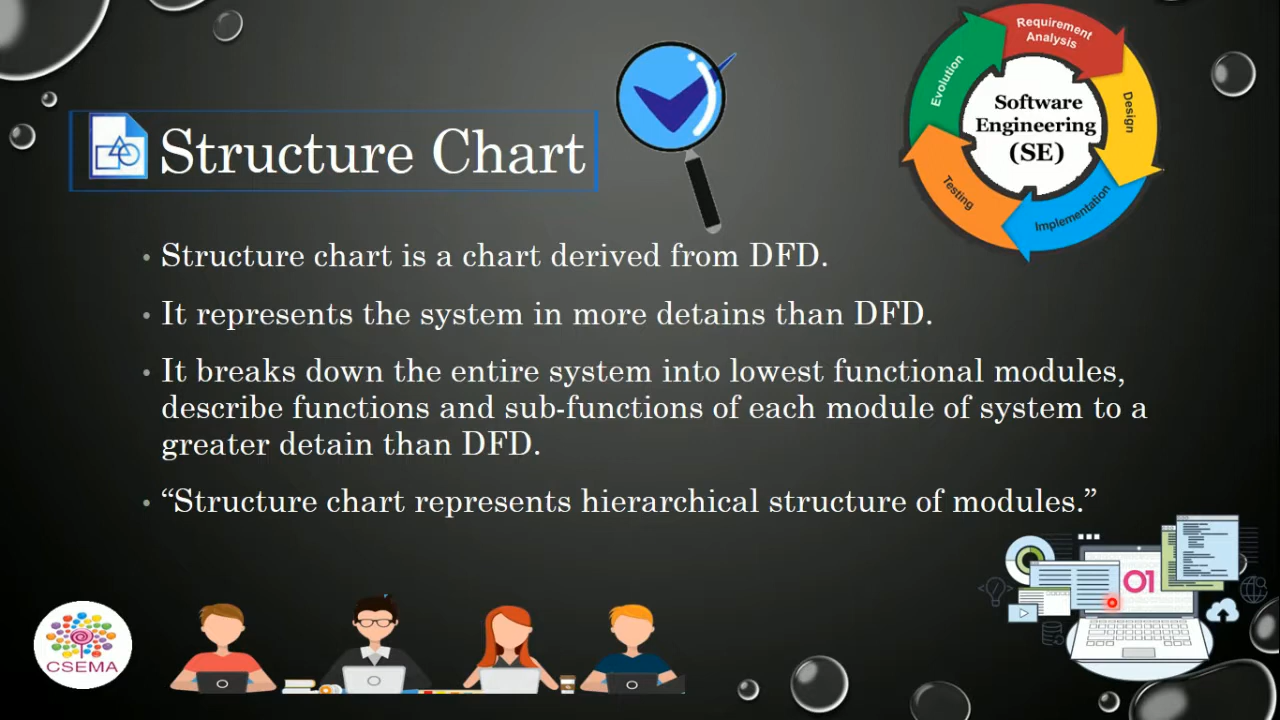 Structure Chart
Requirement
Analysis
Design
Implementation
Testing
Evolution
Software
Engineering
(SE)
• Structure chart is a chart derived from DFD.
• It represents the system in more detains than DFD.
• It breaks down the entire system into lowest functional modules,
describe functions and sub-functions of each module of system to a
greater detain than DFD.
• “Structure chart represents hierarchical structure of modules.”
01
CSEMA